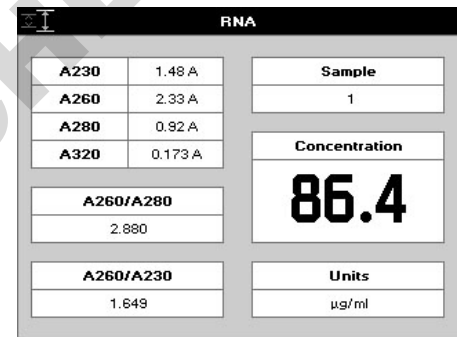 RNA
A230 1.48 A
A260 2.33 A
A280 0.92 A
A320 0.173 A
A260/A280
2.880
A260/A230
1.649
Sample
1
Concentration
86.4
Units
µg/ml